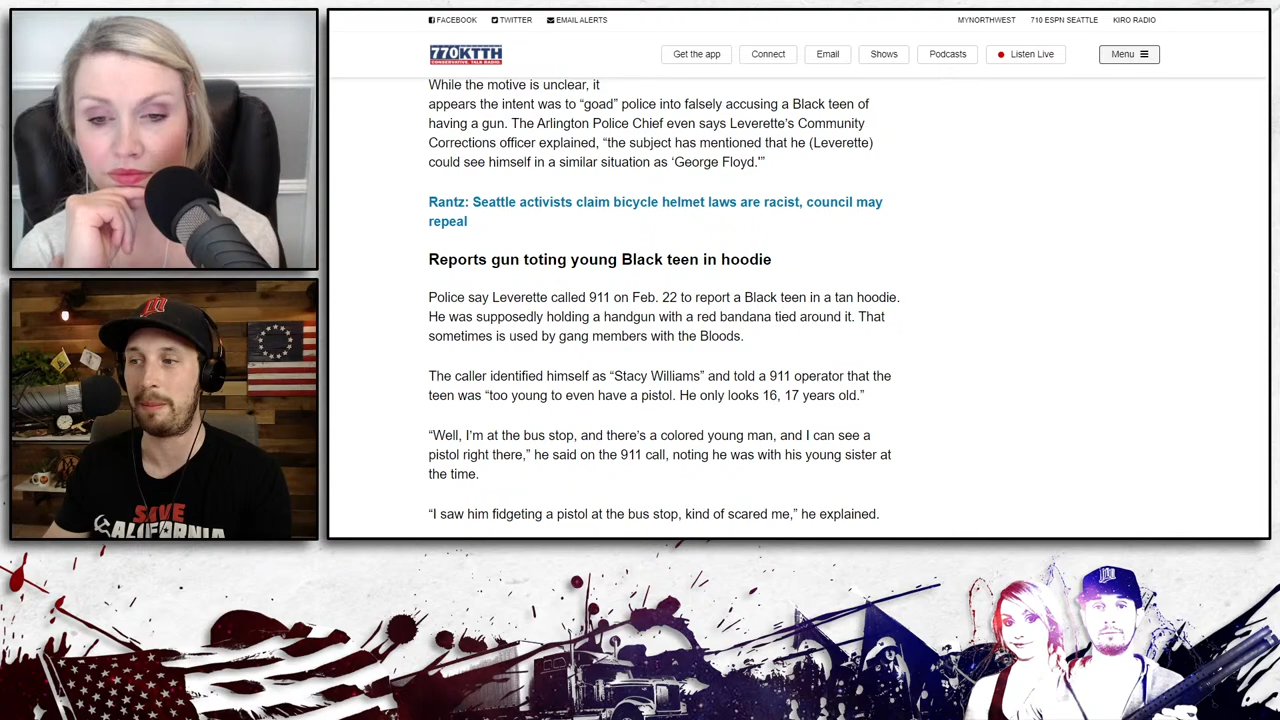 FACEBOOK TWITTER EMAIL ALERTS
MYNORTHWEST 710 ESPN SEATTLE KIRO RADIO
770 KTTH
CONSERVATIVE. TALK RADIO
Get the app Connect Email Shows Podcasts Listen Live Menu
While the motive is unclear, it
appears the intent was to “goad” police into falsely accusing a Black teen of
having a gun. The Arlington Police Chief even says Leverette’s Community
Corrections officer explained, “the subject has mentioned that he (Leverette)
could see himself in a similar situation as ‘George Floyd.'”
Rantz: Seattle activists claim bicycle helmet laws are racist, council may
repeal
Reports gun toting young Black teen in hoodie
Police say Leverette called 911 on Feb. 22 to report a Black teen in a tan hoodie.
He was supposedly holding a handgun with a red bandana tied around it. That
sometimes is used by gang members with the Bloods.
The caller identified himself as “Stacy Williams” and told a 911 operator that the
teen was “too young to even have a pistol. He only looks 16, 17 years old.”
“Well, I’m at the bus stop, and there’s a colored young man, and I can see a
pistol right there,” he said on the 911 call, noting he was with his young sister at
the time.
“I saw him fidgeting a pistol at the bus stop, kind of scared me,” he explained.
SAVE
CALIFORNIA